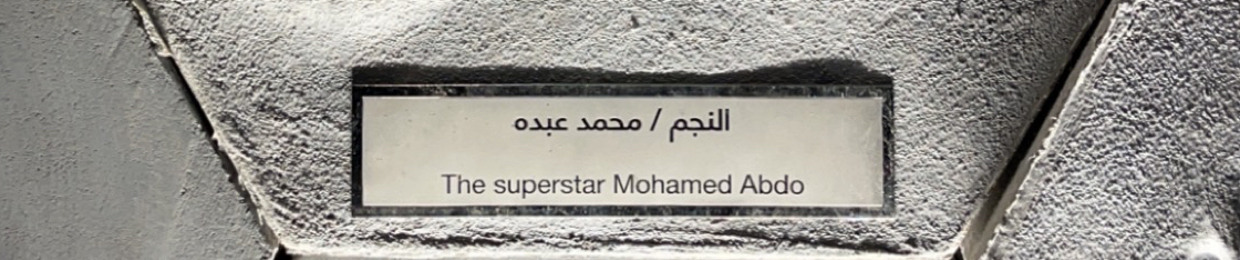 النجم / محمد عبده
The superstar Mohamed Abdo